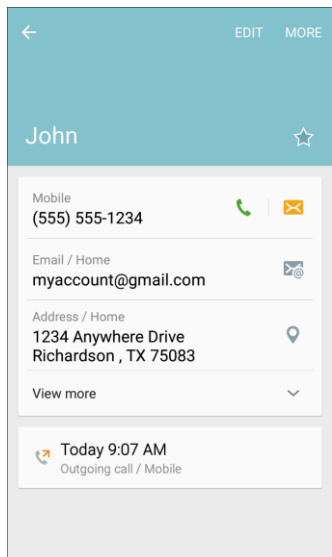 EDIT MORE
John
Mobile
(555) 555-1234
Email / Home
myaccount@gmail.com
Address / Home
1234 Anywhere Drive
Richardson , TX 75083
View more
Today 9:07 AM
Outgoing call / Mobile